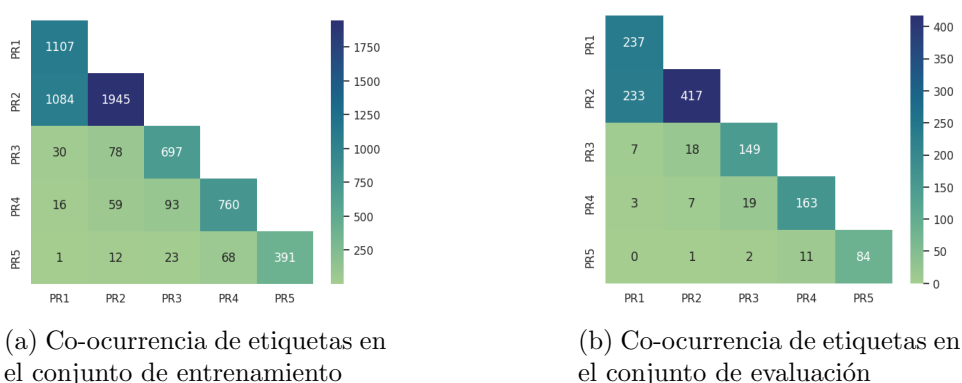 PR1 1107
PR2 1084 1945
PR3 30 78 697
PR4 16 59 93 760
PR5 1 12 23 68 391
PR1 PR2 PR3 PR4 PR5
1750
1500
1250
1000
750
500
250
(a) Co-ocurrencia de etiquetas en
el conjunto de entrenamiento
PR1 237
PR2 233 417
PR3 7 18 149
PR4 3 7 19 163
PR5 0 1 2 11 84
PR1 PR2 PR3 PR4 PR5
400
350
300
250
200
150
100
50
0
(b) Co-ocurrencia de etiquetas en
el conjunto de evaluación